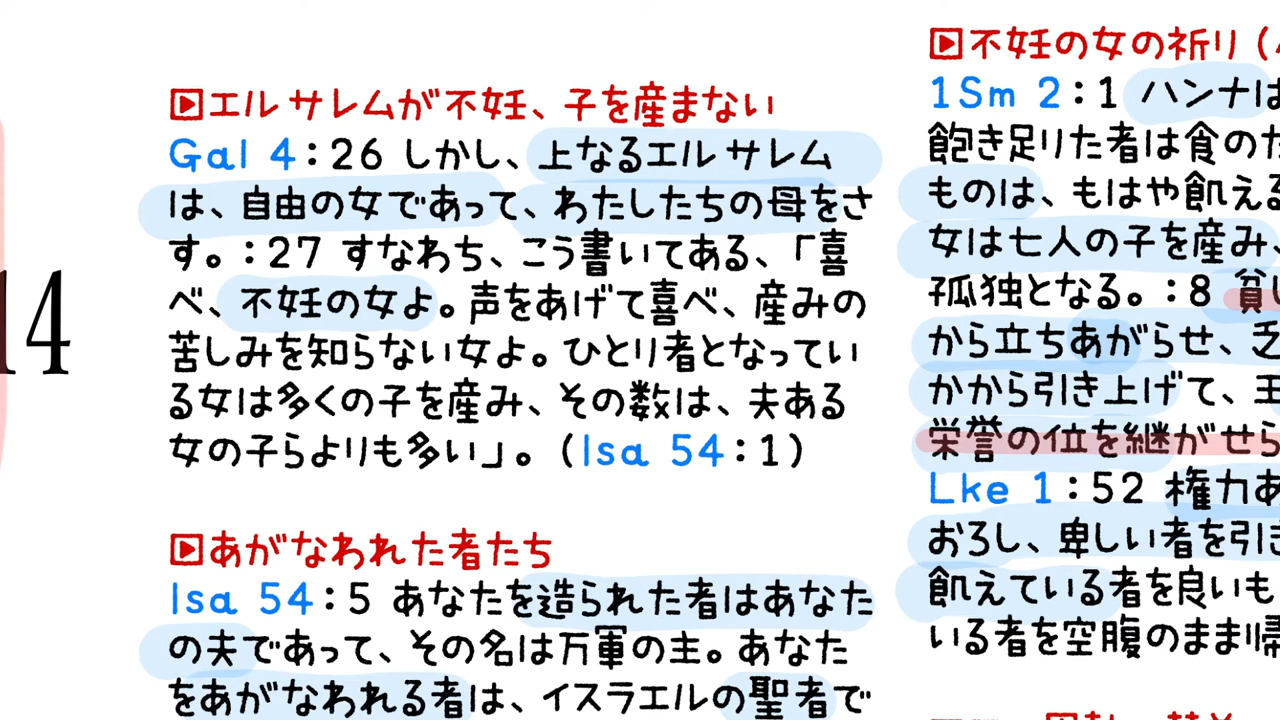 14
▶エルサレムが不妊、子を産まない
Gal 4:26 しかし、上なるエルサレム
は、自由の女であって、わたしたちの母をさ
す。:27 すなわち、こう書いてある、「喜
べ、不妊の女よ。声をあげて喜べ、産みの
苦しみを知らない女よ。ひとり者となってい
る女は多くの子を産み、その数は、夫ある
女の子らよりも多い」。(Isa 54:1)
▶あがなわれた者たち
Isa 54:5 あなたを造られた者はあなた
の夫であって、その名は万軍の主。あなた
をあがなわれる者は、イスラエルの聖者で
▶不妊の女の祈り(
1Sm 2:1 ハンナは
飽き足りた者は食のた
ものは、もはや飢える
女は七人の子を産み、
孤独となる。:8 貧し
から立ちあがらせ、乏
かから引き上げて、王
栄誉の位を継がせら
Lke 1:52 権力あ
おろし、卑しい者を引き
飢えている者を良いも
いる者を空腹のまま帰